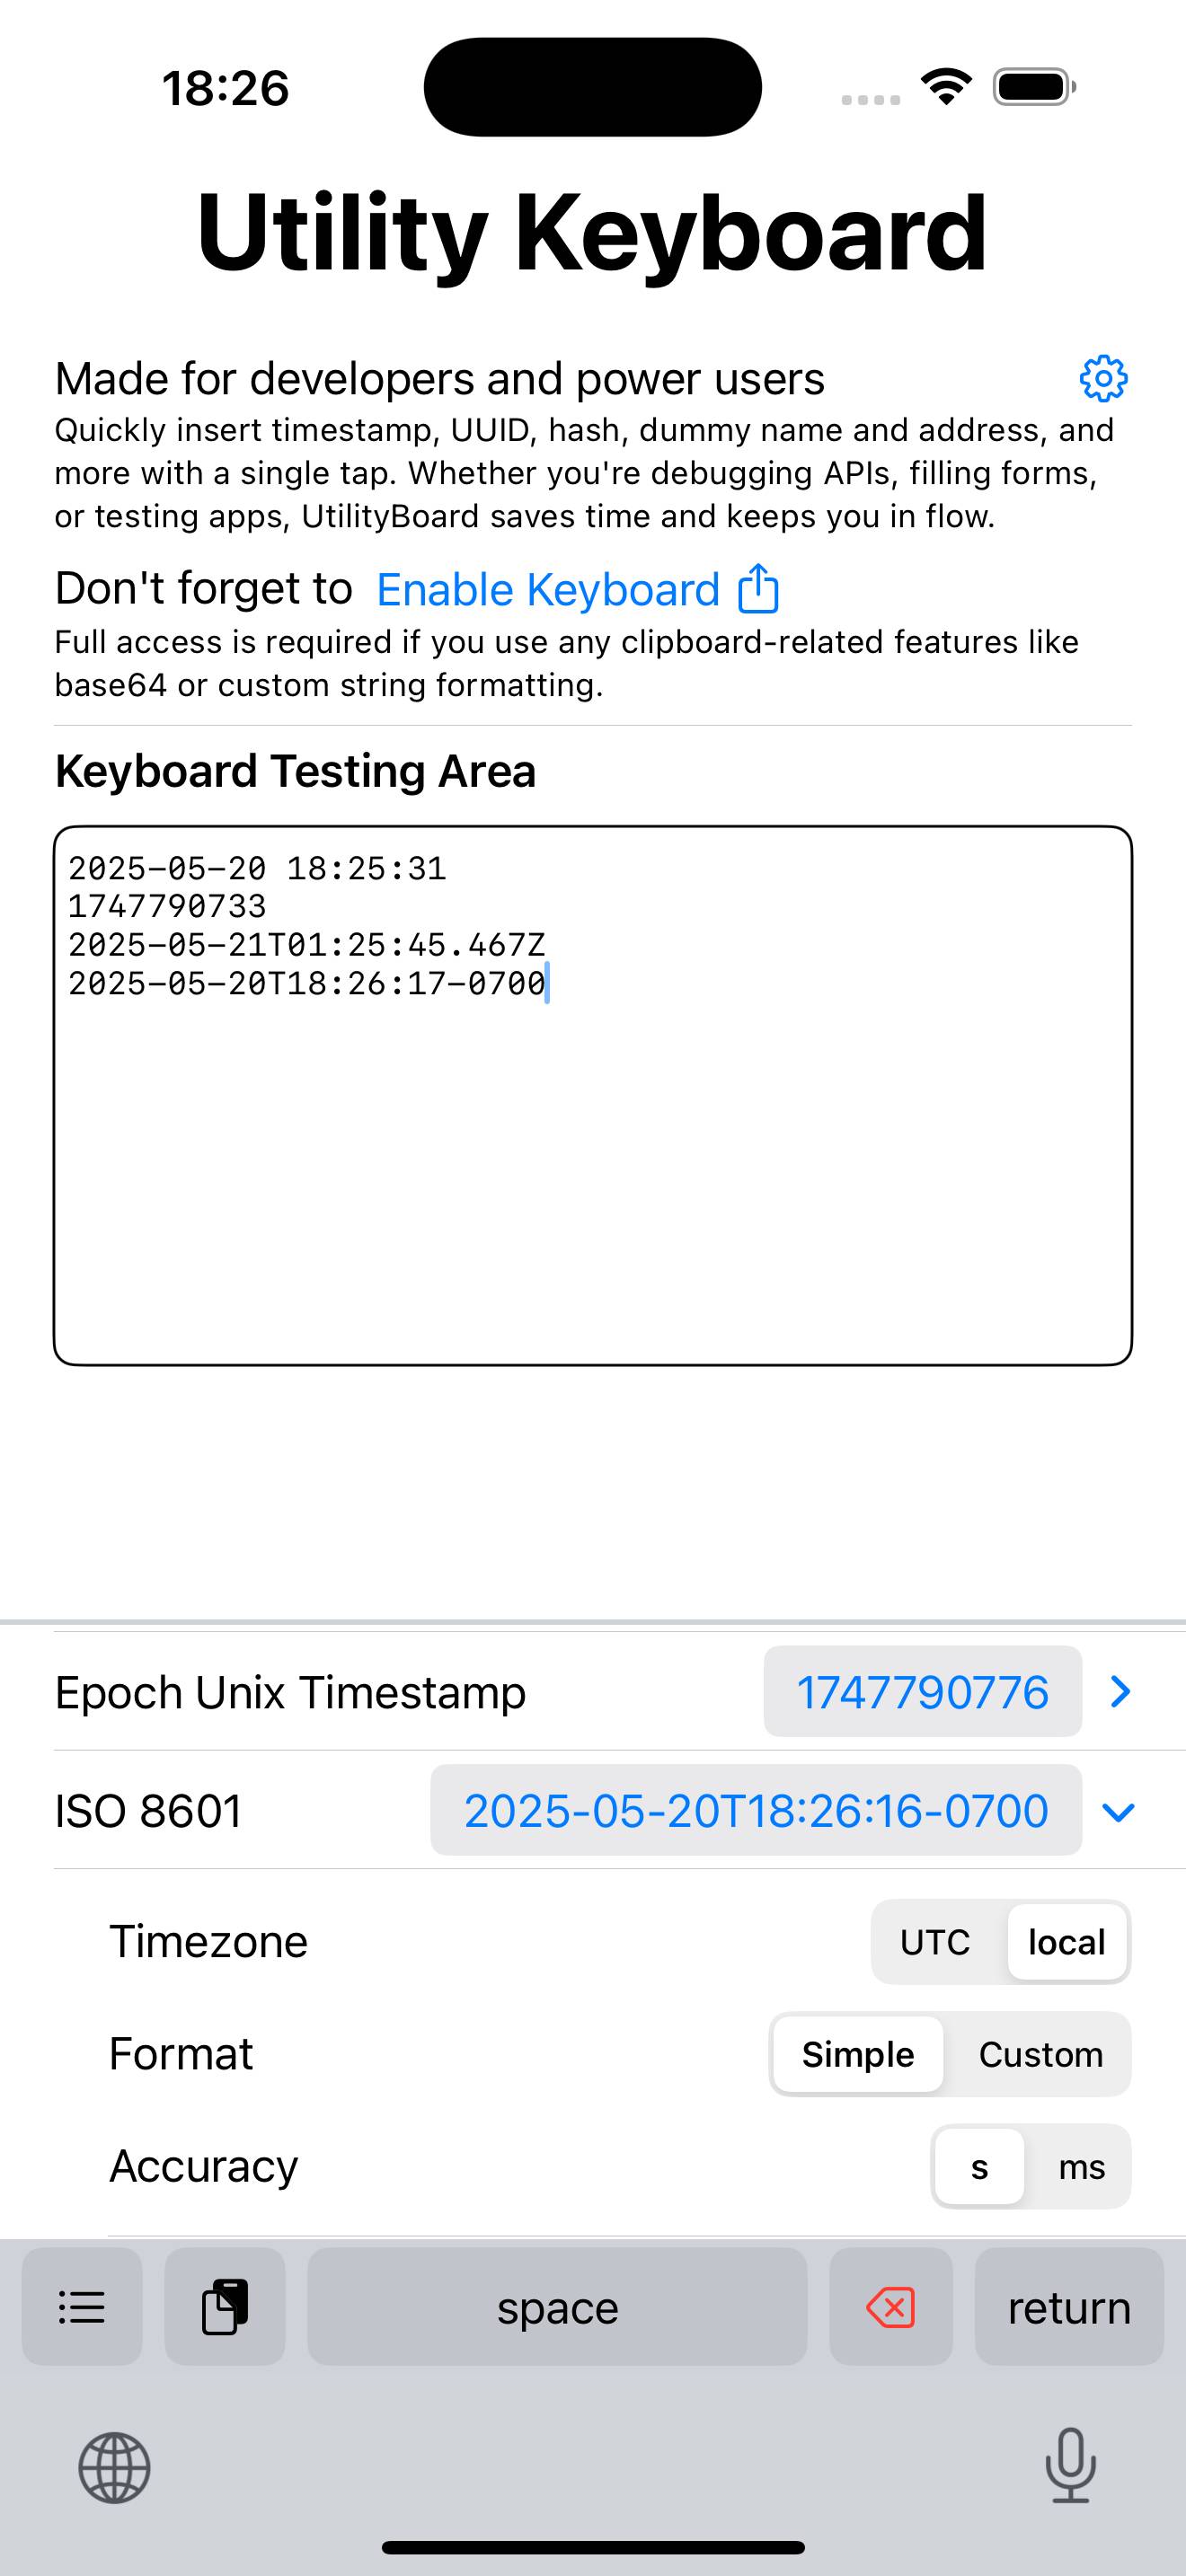 18:26
Utility Keyboard
Made for developers and power users
Quickly insert timestamp, UUID, hash, dummy name and address, and
more with a single tap. Whether you're debugging APIs, filling forms,
or testing apps, UtilityBoard saves time and keeps you in flow.
Don't forget to Enable Keyboard
Full access is required if you use any clipboard-related features like
base64 or custom string formatting.
Keyboard Testing Area
2025-05-20 18:25:31
1747790733
2025-05-21T01:25:45.467Z
2025-05-20T18:26:17-0700
Epoch Unix Timestamp 1747790776
ISO 8601 2025-05-20T18:26:16-0700
Timezone UTC local
Format Simple Custom
Accuracy s ms
space return